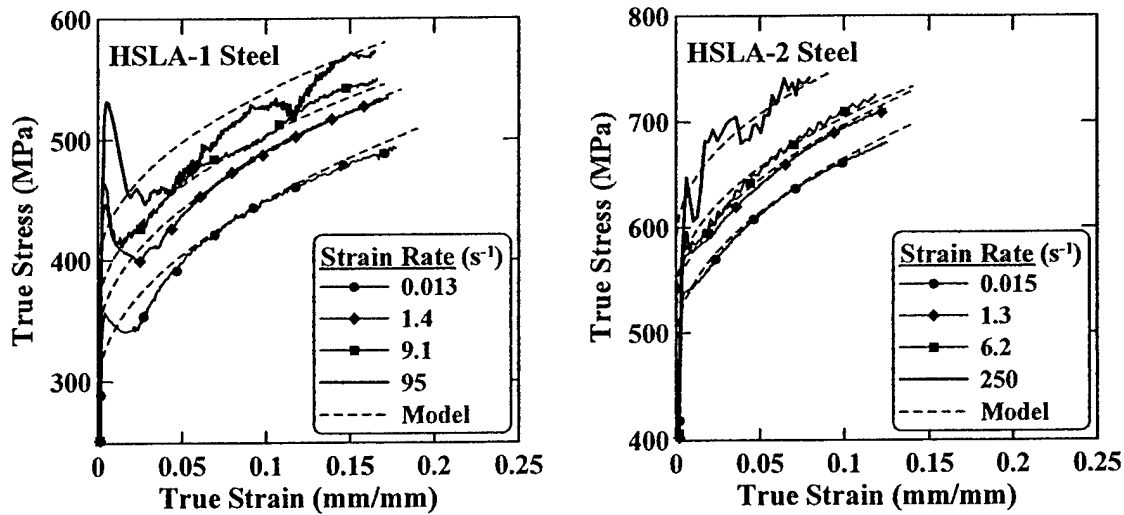 600
HSLA-1 Steel
500
400
300
True Stress (MPa)
Strain Rate (s-1)
0.013
1.4
9.1
95
Model
0 0.05 0.1 0.15 0.2 0.25
True Strain (mm/mm)
800
HSLA-2 Steel
700
600
500
400
True Stress (MPa)
Strain Rate (s-1)
0.015
1.3
6.2
250
Model
0 0.05 0.1 0.15 0.2 0.25
True Strain (mm/mm)